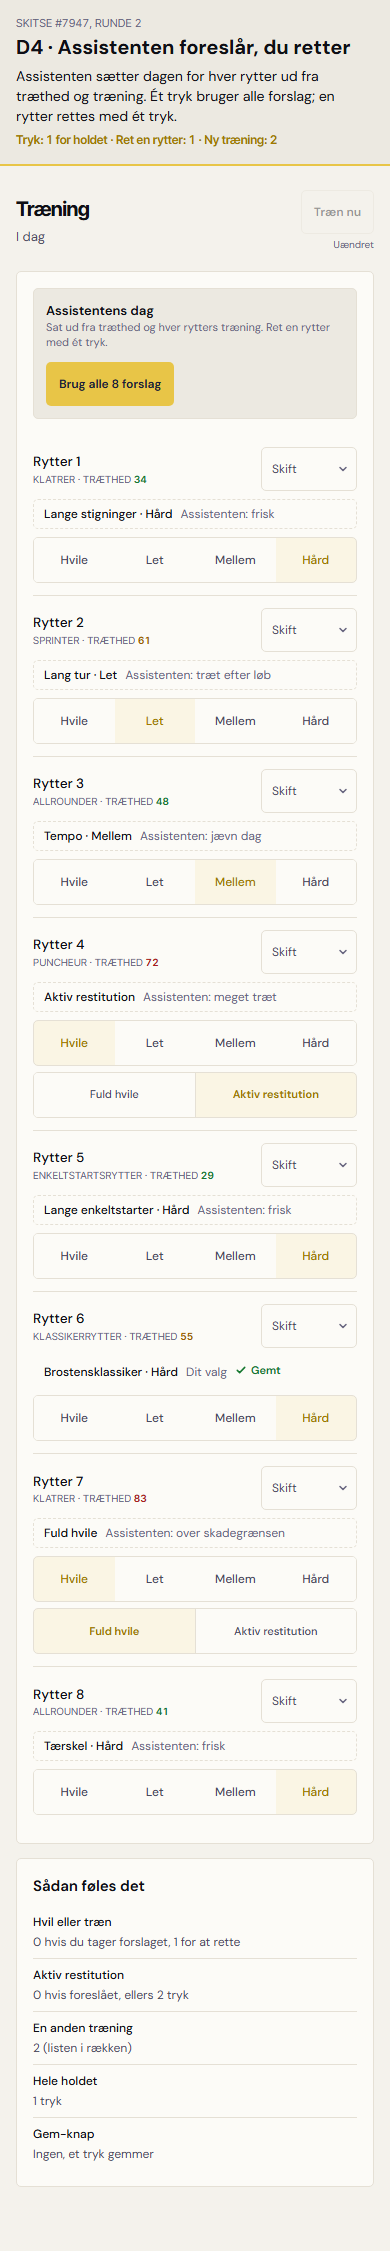 SKITSE #7947, RUNDE 2
D4 · Assistenten foreslår, du retter
Assistenten sætter dagen for hver rytter ud fra
træthed og træning. Ét tryk bruger alle forslag; en
rytter rettes med ét tryk.
Tryk: 1 for holdet · Ret en rytter: 1 · Ny træning: 2
Træning
Træn nu
I dag
Uændret
Assistentens dag
Sat ud fra træthed og hver rytters træning. Ret en rytter
med ét tryk.
Brug alle 8 forslag
Rytter 1
KLATRER · TRÆTHED 34
Skift
Lange stigninger · Hård Assistenten: frisk
Hvile Let Mellem Hård
Rytter 2
SPRINTER · TRÆTHED 61
Skift
Lang tur · Let Assistenten: træt efter løb
Hvile Let Mellem Hård
Rytter 3
ALLROUNDER · TRÆTHED 48
Skift
Tempo · Mellem Assistenten: jævn dag
Hvile Let Mellem Hård
Rytter 4
PUNCHEUR · TRÆTHED 72
Skift
Aktiv restitution Assistenten: meget træt
Hvile Let Mellem Hård
Fuld hvile Aktiv restitution
Rytter 5
ENKELTSTARTSRYTTER · TRÆTHED 29
Skift
Lange enkeltstarter · Hård Assistenten: frisk
Hvile Let Mellem Hård
Rytter 6
KLASSIKERRYTTER · TRÆTHED 55
Skift
Brostensklassiker · Hård Dit valg ✓ Gemt
Hvile Let Mellem Hård
Rytter 7
KLATRER · TRÆTHED 83
Skift
Fuld hvile Assistenten: over skadegrænsen
Hvile Let Mellem Hård
Fuld hvile Aktiv restitution
Rytter 8
ALLROUNDER · TRÆTHED 41
Skift
Tærskel · Hård Assistenten: frisk
Hvile Let Mellem Hård
Sådan føles det
Hvil eller træn
0 hvis du tager forslaget, 1 for at rette
Aktiv restitution
0 hvis foreslået, ellers 2 tryk
En anden træning
2 (listen i rækken)
Hele holdet
1 tryk
Gem-knap
Ingen, et tryk gemmer